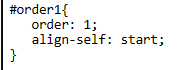 #order1{
    order: 1;
    align-self: start;
}